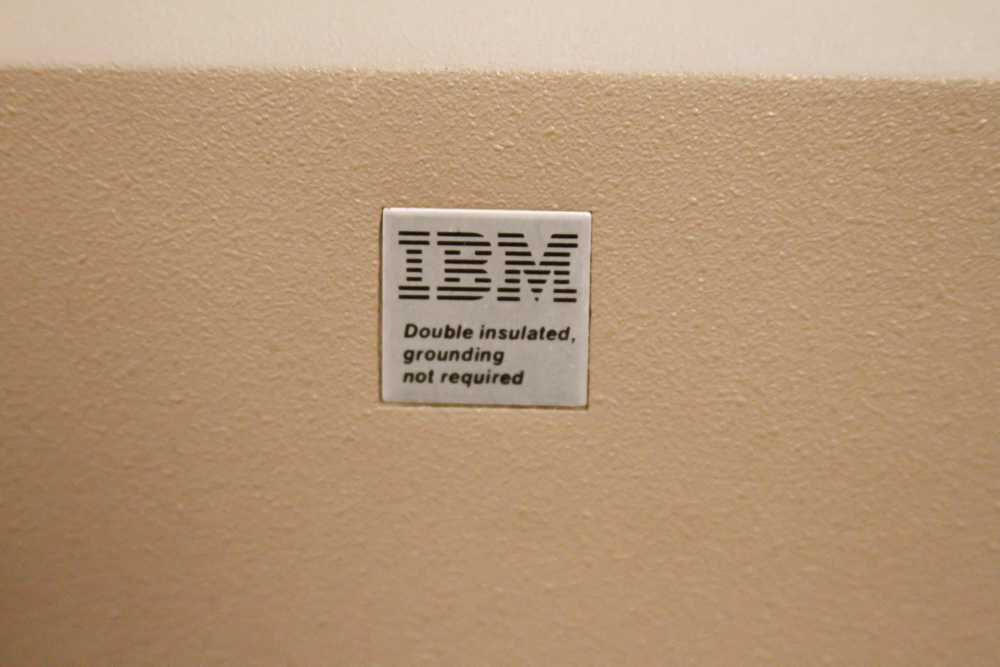 IBM
Double insulated,
grounding
not required